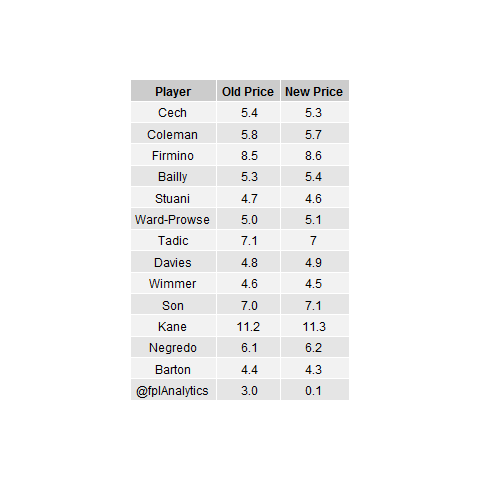 Player Old Price New Price
Cech 5.4 5.3
Coleman 5.8 5.7
Firmino 8.5 8.6
Bailly 5.3 5.4
Stuani 4.7 4.6
Ward-Prowse 5.0 5.1
Tadic 7.1 7
Davies 4.8 4.9
Wimmer 4.6 4.5
Son 7.0 7.1
Kane 11.2 11.3
Negredo 6.1 6.2
Barton 4.4 4.3
@fplAnalytics 3.0 0.1